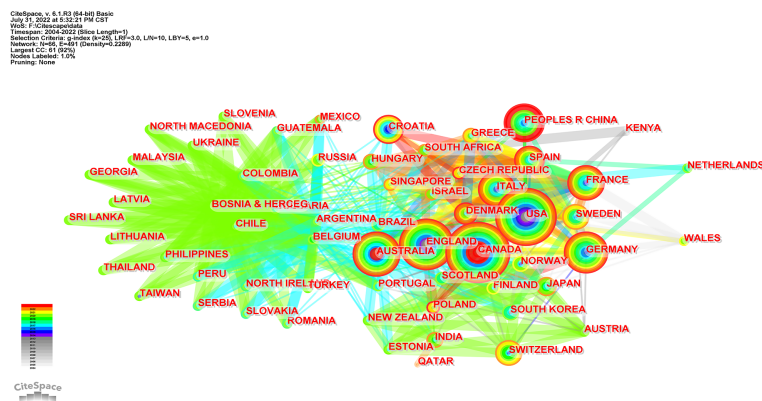 CiteSpace, v. 6.1.R3 (64-bit) Basic
July 31, 2022 at 5:32:21 PM CST
WoS: F:\Citescape\data
Timespan: 2004-2022 (Slice Length=1)
Selection Criteria: g-index (k=25), LRF=3.0, L/N=10, LBY=5, e=1.0
Network: N=66, E=491 (Density=0.2289)
Largest CC: 61 (92%)
Nodes Labeled: 1.0%
Pruning: None
SLOVENIA
MEXICO
NORTH MACEDONIA
GUATEMALA
CROATIA
PEOPLES R CHINA
KENYA
UKRAINE
GREECE
MALAYSIA
RUSSIA
HUNGARY
SOUTH AFRICA
SPAIN
GEORGIA
COLOMBIA
CZECH REPUBLIC
NETHERLANDS
SINGAPORE
ISRAEL
ITALY
FRANCE
LATVIA
BOSNIA & HERCEG
ARIA
SRI LANKA
CHILE
ARGENTINA
BRAZIL
DENMARK
USA
SWEDEN
LITHUANIA
BELGIUM
ENGLAND
WALES
PHILIPPINES
AUSTRALIA
CANADA
GERMANY
THAILAND
PERU
SCOTLAND
NORWAY
TAIWAN
NORTH IREL
TURKEY
PORTUGAL
FINLAND
JAPAN
SERBIA
SLOVAKIA
POLAND
SOUTH KOREA
ROMANIA
NEW ZEALAND
AUSTRIA
INDIA
ESTONIA
SWITZERLAND
QATAR
CiteSpace